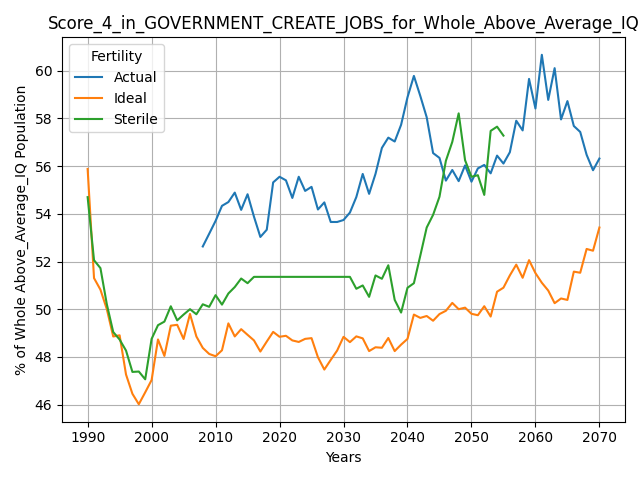 Score_4_in_GOVERNMENT_CREATE_JOBS_for_Whole_Above_Average_IQ
Fertility
Actual
Ideal
Sterile
% of Whole Above_Average_IQ Population
60
58
56
54
52
50
48
46
1990 2000 2010 2020 2030 2040 2050 2060 2070
Years